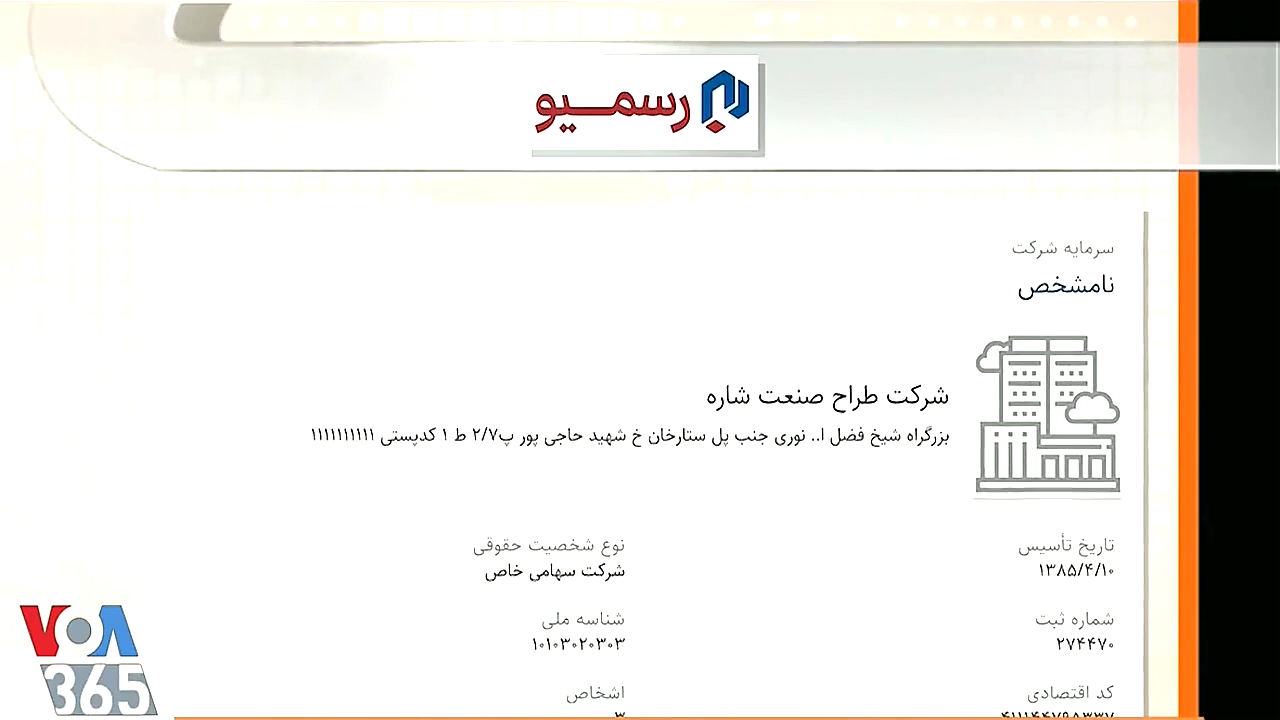 رسمیو
سرمایه شرکت
نامشخص
شرکت طراح صنعت شاره
بزرگراه شیخ فضل ا.. نوری جنب پل ستارخان خ شهید حاجی پور پ۲/۷ ط ۱ کدپستی ۱۱۱۱۱۱۱۱۱۱
تاریخ تأسیس
۱۳۸۵/۴/۱۰
نوع شخصیت حقوقی
شرکت سهامی خاص
شماره ثبت
۲۷۴۴۷۰
شناسه ملی
۱۰۱۰۳۰۲۰۳۰۳
کد اقتصادی
اشخاص
VOA
365